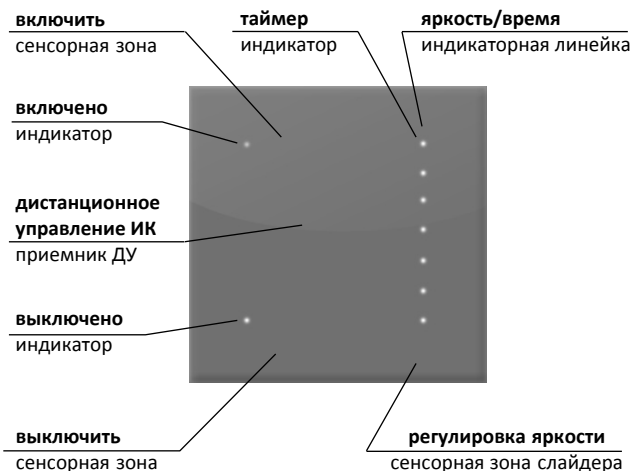 включить
сенсорная зона
таймер
индикатор
яркость/время
индикаторная линейка
включено
индикатор
дистанционное
управление ИК
приемник ДУ
выключено
индикатор
выключить
сенсорная зона
регулировка яркости
сенсорная зона слайдера